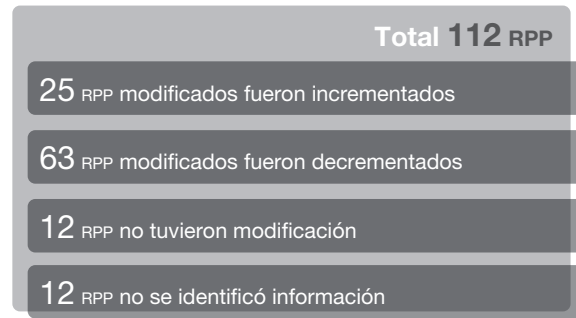 Total 112 RPP
25 RPP modificados fueron incrementados
63 RPP modificados fueron decrementados
12 RPP no tuvieron modificación
12 RPP no se identificó información